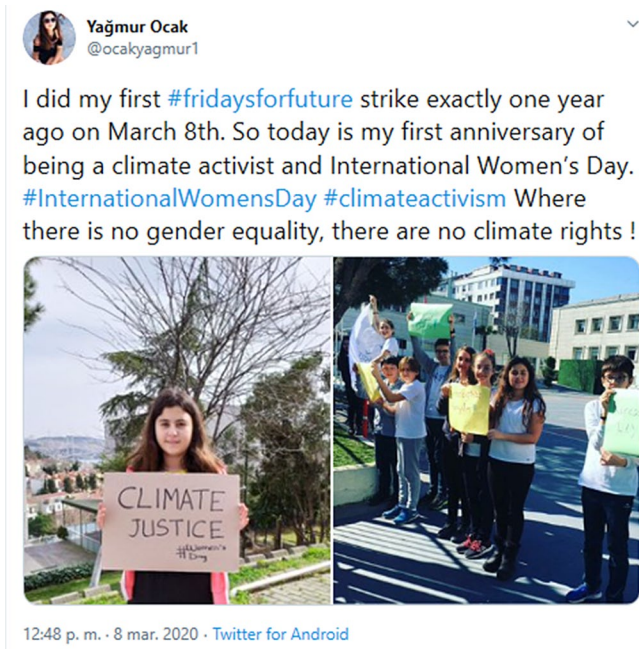 Yağmur Ocak
@ocakyagmur1
I did my first #fridaysforfuture strike exactly one year
ago on March 8th. So today is my first anniversary of
being a climate activist and International Women's Day.
#InternationalWomensDay #climateactivism Where
there is no gender equality, there are no climate rights !
CLIMATE
JUSTICE
#Women's
Day
12:48 p. m. · 8 mar. 2020 · Twitter for Android